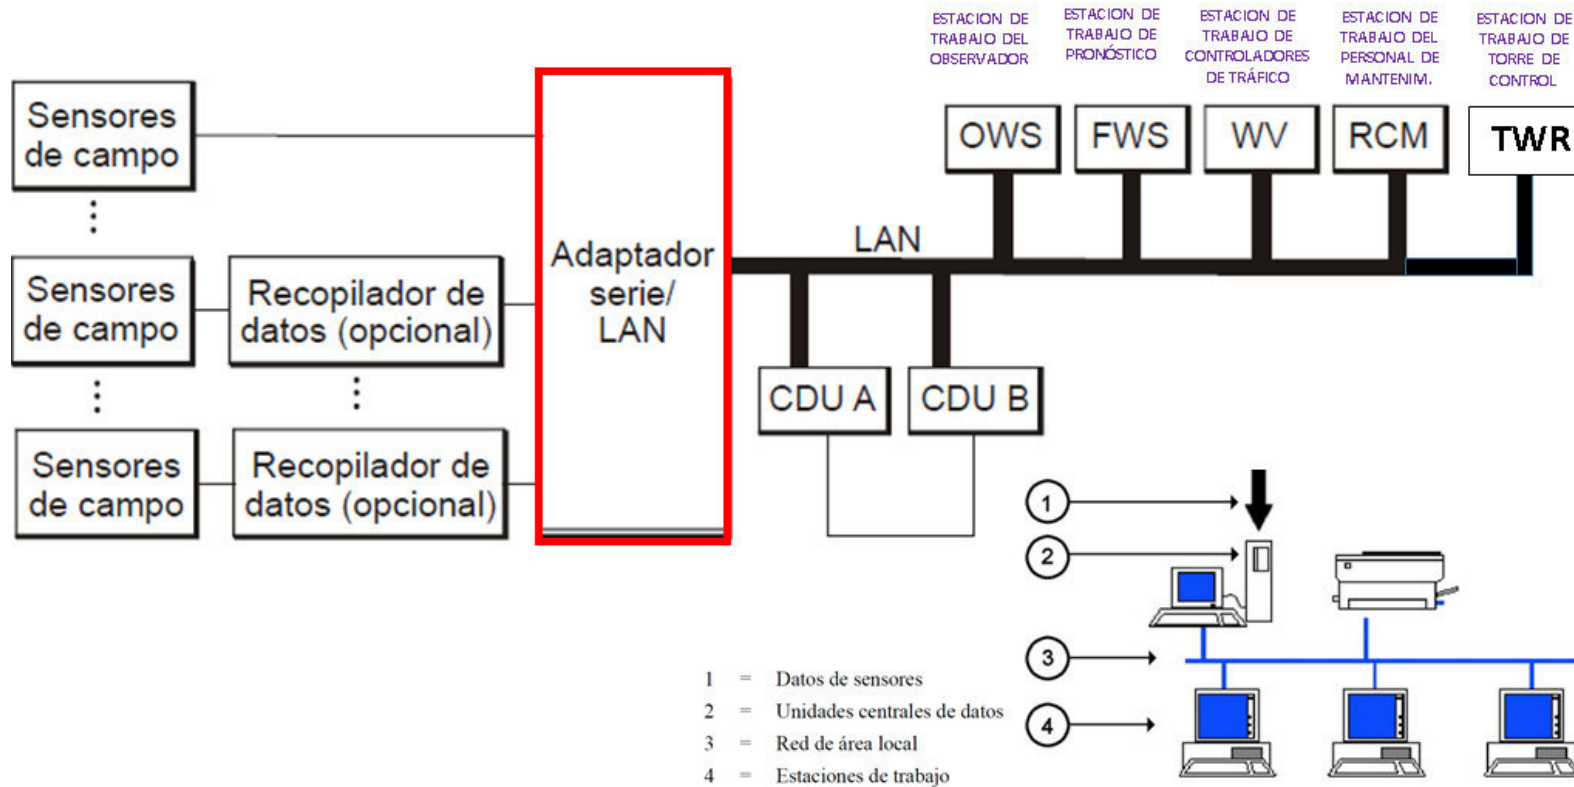 ESTACION DE
TRABAJO DEL
OBSERVADOR
ESTACION DE
TRABAJO DE
PRONÓSTICO
ESTACION DE
TRABAJO DE
CONTROLADORES
DE TRÁFICO
ESTACION DE
TRABAJO DEL
PERSONAL DE
MANTENIM.
ESTACION DE
TRABAJO DE
TORRE DE
CONTROL
OWS
FWS
WV
RCM
TWR
Sensores
de campo
Sensores
de campo
Recopilador de
datos (opcional)
Sensores
de campo
Recopilador de
datos (opcional)
Adaptador
serie/
LAN
LAN
CDU A
CDU B
1
2
3
4
1 = Datos de sensores
2 = Unidades centrales de datos
3 = Red de área local
4 = Estaciones de trabajo